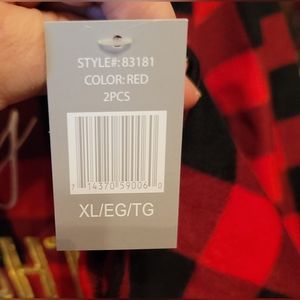 STYLE#: 83181
COLOR: RED
2PCS
7 14370 59006 0
XL/EG/TG